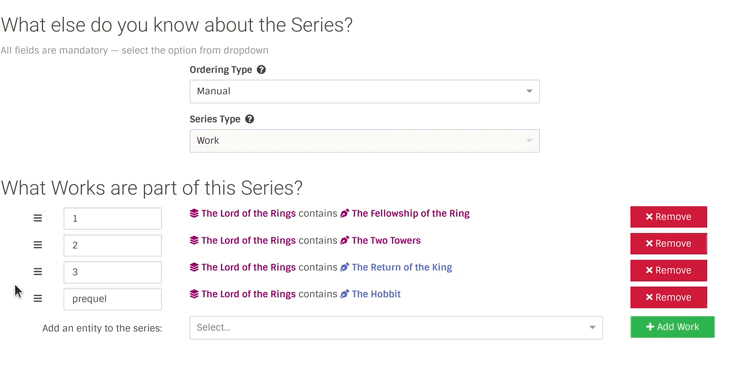 What else do you know about the Series?
All fields are mandatory — select the option from dropdown
Ordering Type
Manual
Series Type
Work
What Works are part of this Series?
1 The Lord of the Rings contains The Fellowship of the Ring Remove
2 The Lord of the Rings contains The Two Towers Remove
3 The Lord of the Rings contains The Return of the King Remove
prequel The Lord of the Rings contains The Hobbit Remove
Add an entity to the series: Select... Add Work